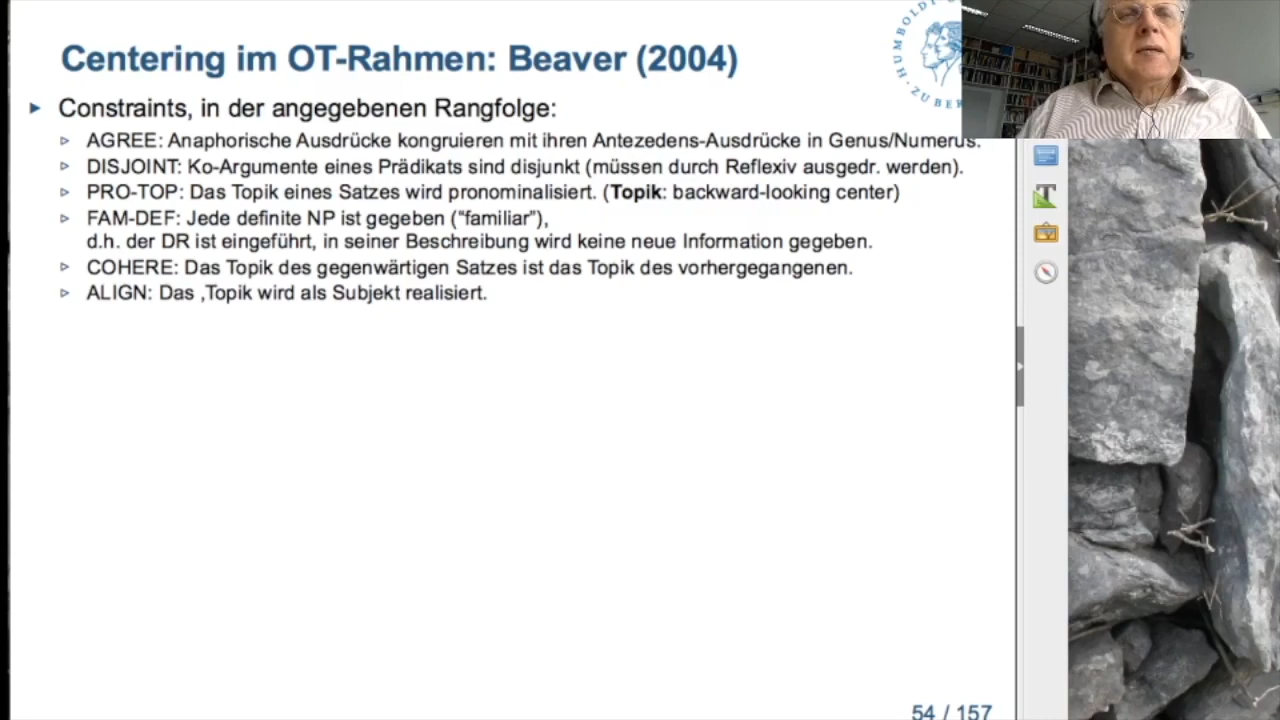 Centering im OT-Rahmen: Beaver (2004)
HUMBOLDT
ZU BER
Constraints, in der angegebenen Rangfolge:
AGREE: Anaphorische Ausdrücke kongruieren mit ihren Antezedens-Ausdrücke in Genus/Numerus.
DISJOINT: Ko-Argumente eines Prädikats sind disjunkt (müssen durch Reflexiv ausgedr. werden).
PRO-TOP: Das Topik eines Satzes wird pronominalisiert. (Topik: backward-looking center)
FAM-DEF: Jede definite NP ist gegeben ("familiar"),
d.h. der DR ist eingeführt, in seiner Beschreibung wird keine neue Information gegeben.
COHERE: Das Topik des gegenwärtigen Satzes ist das Topik des vorhergegangenen.
ALIGN: Das ‚Topik wird als Subjekt realisiert.
54 / 157